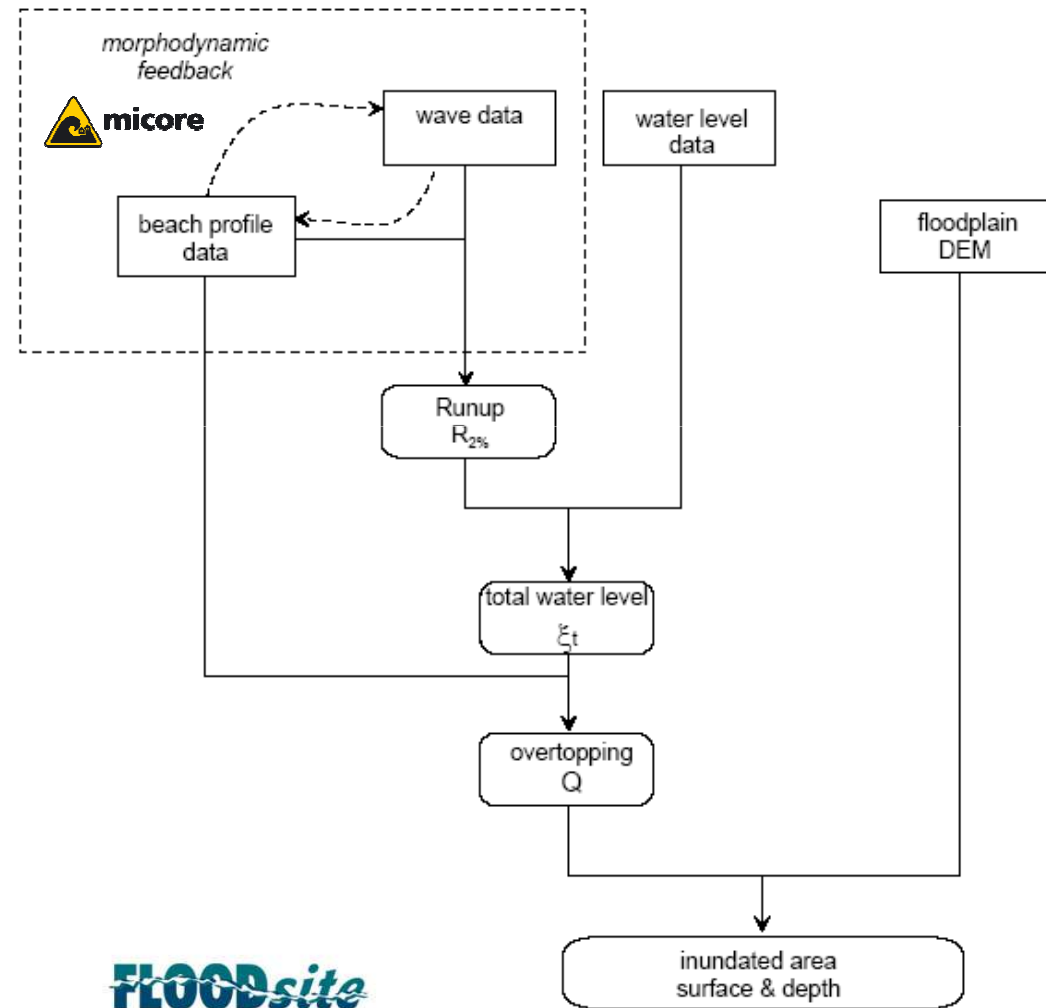 morphodynamic
feedback
micore
wave data
water level
data
beach profile
data
floodplain
DEM
Runup
R2%
total water level
ξt
overtopping
Q
inundated area
surface & depth
FLOODsite